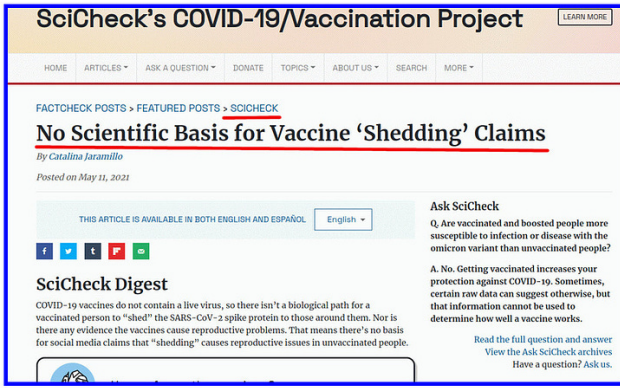 SciCheck's COVID-19/Vaccination Project
LEARN MORE
HOME ARTICLES ASK A QUESTION DONATE TOPICS ABOUT US SEARCH MORE
FACTCHECK POSTS > FEATURED POSTS > SCICHECK
No Scientific Basis for Vaccine 'Shedding' Claims
By Catalina Jaramillo
Posted on May 11, 2021
THIS ARTICLE IS AVAILABLE IN BOTH ENGLISH AND ESPAÑOL English
SciCheck Digest
COVID-19 vaccines do not contain a live virus, so there isn't a biological path for a
vaccinated person to "shed" the SARS-CoV-2 spike protein to those around them. Nor is
there any evidence the vaccines cause reproductive problems. That means there's no basis
for social media claims that "shedding" causes reproductive issues in unvaccinated people.
Ask SciCheck
Q. Are vaccinated and boosted people more
susceptible to infection or disease with the
omicron variant than unvaccinated people?
A. No. Getting vaccinated increases your
protection against COVID-19. Sometimes,
certain raw data can suggest otherwise, but
that information cannot be used to
determine how well a vaccine works.
Read the full question and answer
View the Ask SciCheck archives
Have a question? Ask us.